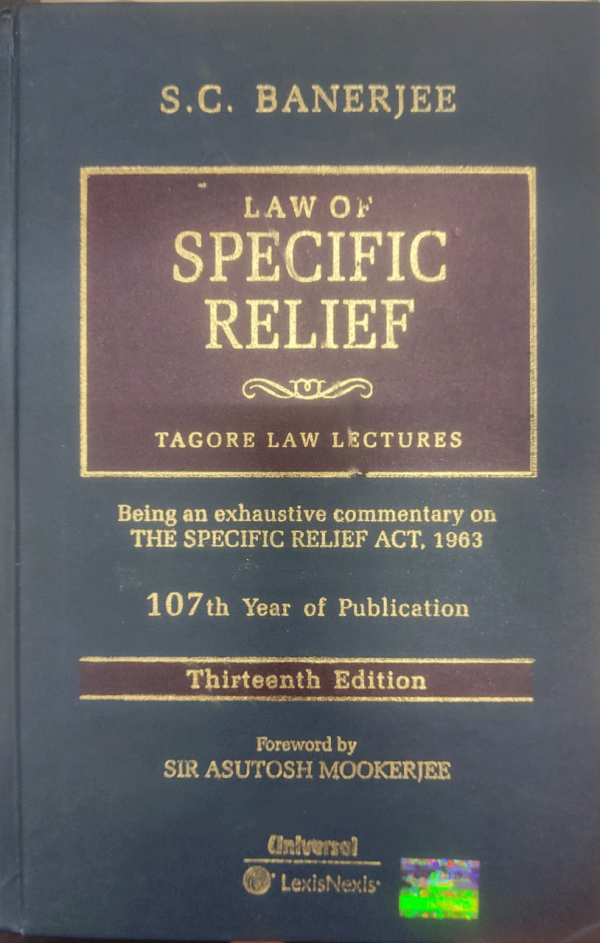 S.C. BANERJEE
LAW OF
SPECIFIC
RELIEF
TAGORE LAW LECTURES
Being an exhaustive commentary on
THE SPECIFIC RELIEF ACT, 1963
107th Year of Publication
Thirteenth Edition
Foreword by
SIR ASUTOSH MOOKERJEE
Universal
LexisNexis®